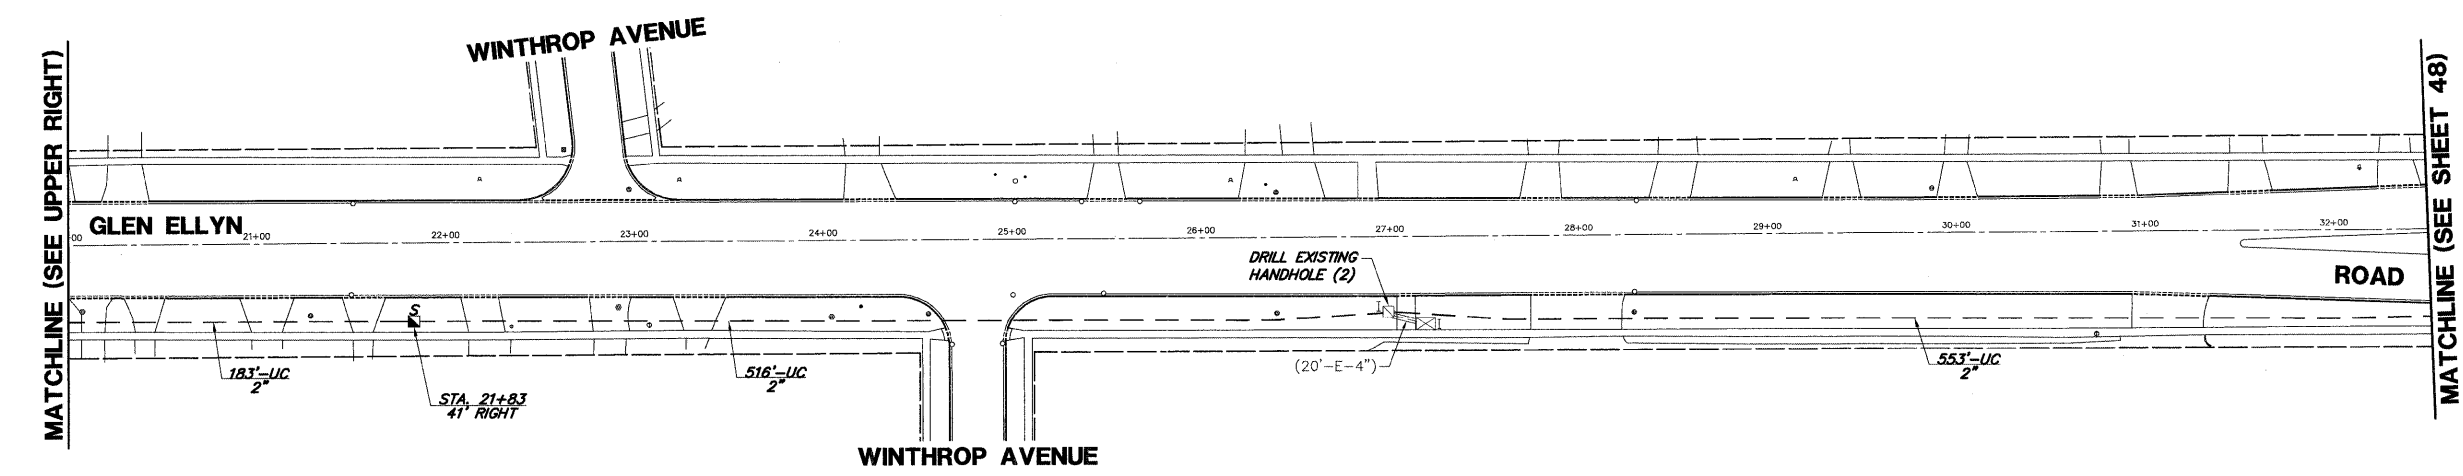 WINTHROP AVENUE
MATCHLINE (SEE UPPER RIGHT)
MATCHLINE (SEE SHEET 48)
GLEN ELLYN
00 21+00 22+00 23+00 24+00 25+00 26+00 27+00 28+00 29+00 30+00 31+00 32+00
DRILL EXISTING
HANDHOLE (2)
ROAD
S
I
I
(20'-E-4")
183'-UC
2"
516'-UC
2"
553'-UC
2"
STA. 21+83
41' RIGHT
WINTHROP AVENUE